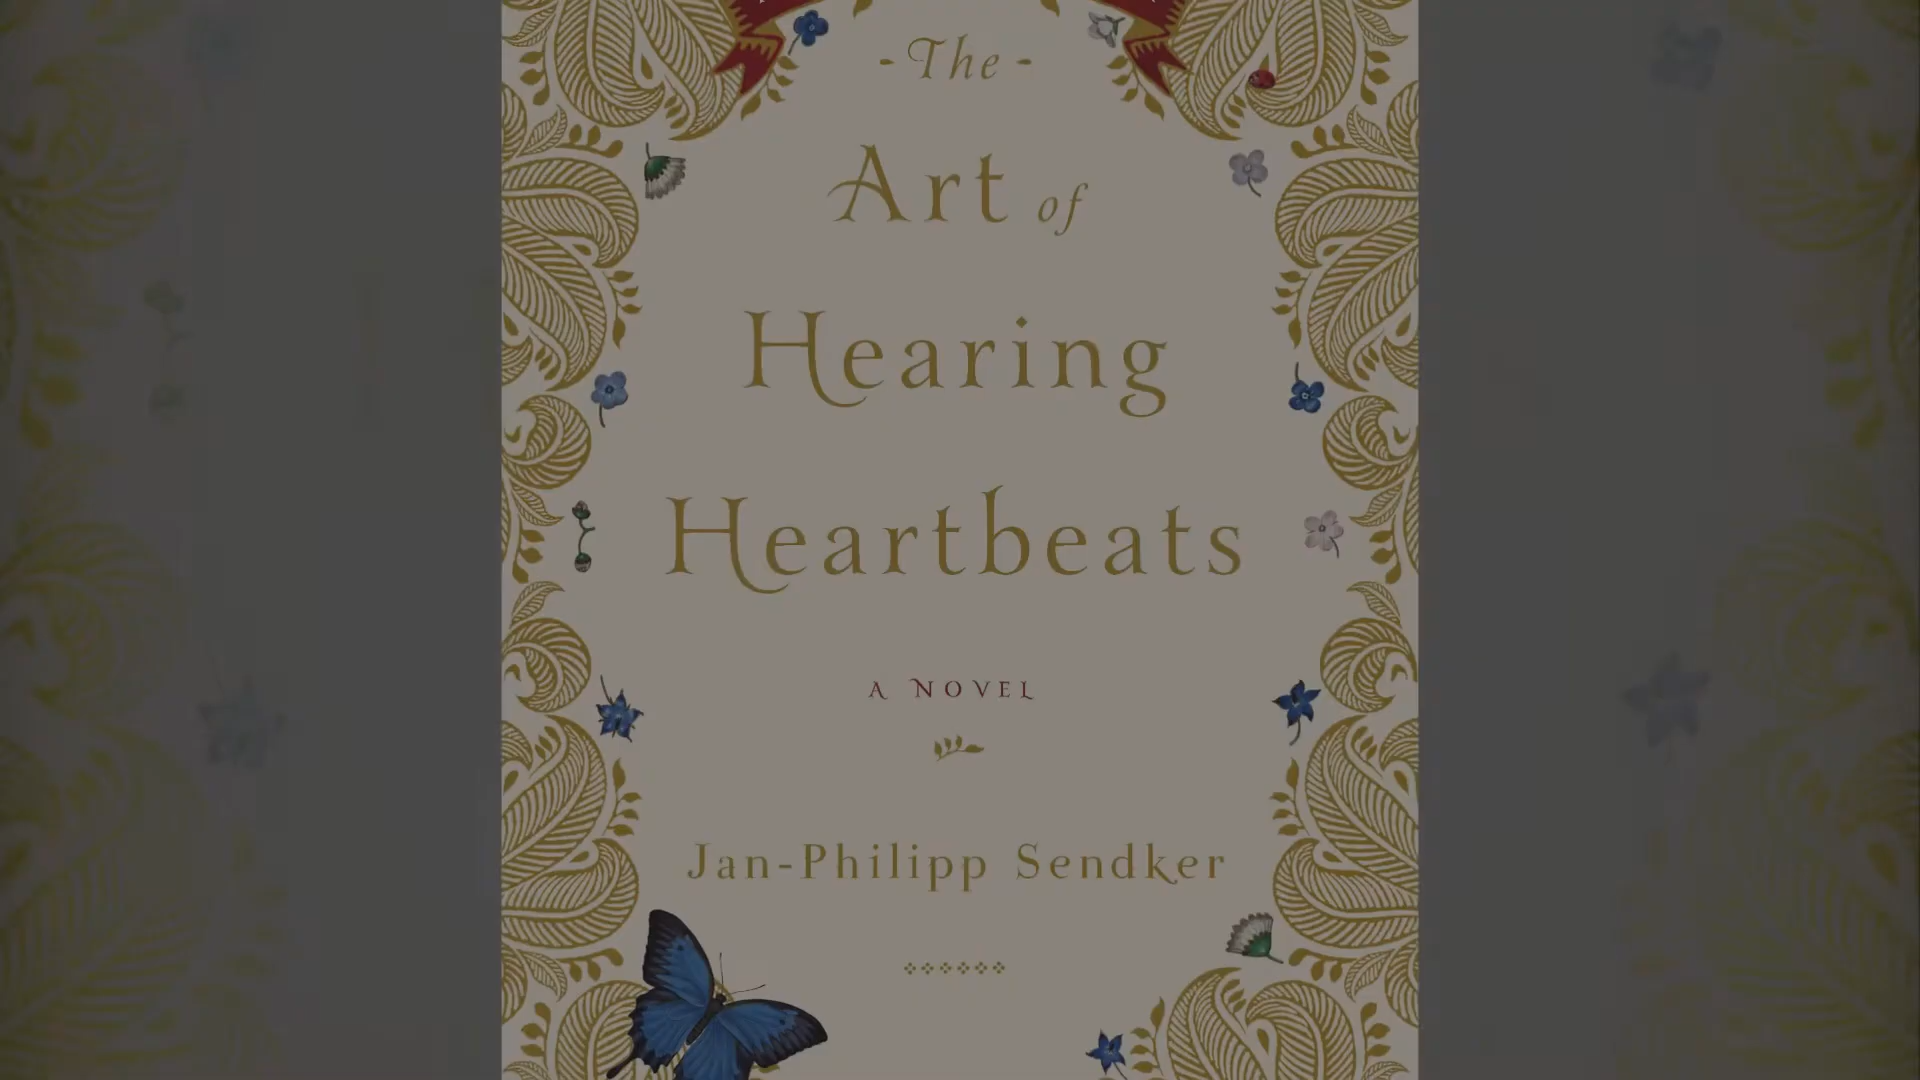 - The -
Art of
Hearing
Heartbeats
A NOVEL
Jan-Philipp Sendker